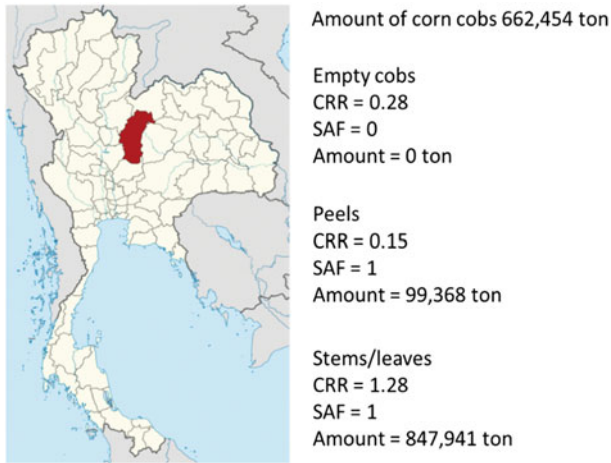 Amount of corn cobs 662,454 ton
Empty cobs
CRR = 0.28
SAF = 0
Amount = 0 ton
Peels
CRR = 0.15
SAF = 1
Amount = 99,368 ton
Stems/leaves
CRR = 1.28
SAF = 1
Amount = 847,941 ton